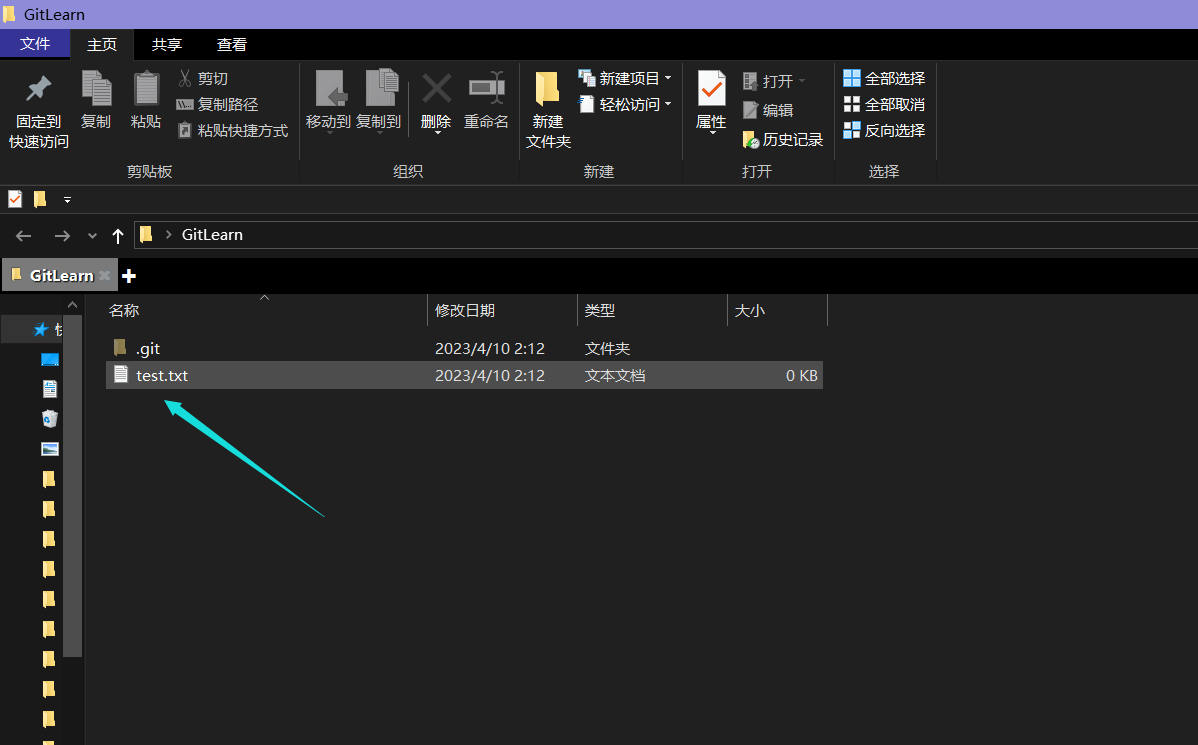 GitLearn
文件 主页 共享 查看
固定到
快速访问
复制
粘贴
剪切
复制路径
粘贴快捷方式
剪贴板
移动到
复制到
删除
重命名
组织
新建
文件夹
新建项目
轻松访问
新建
属性
打开
编辑
历史记录
打开
全部选择
全部取消
反向选择
选择
GitLearn
GitLearn
名称 修改日期 类型 大小
.git 2023/4/10 2:12 文件夹
test.txt 2023/4/10 2:12 文本文档 0 KB